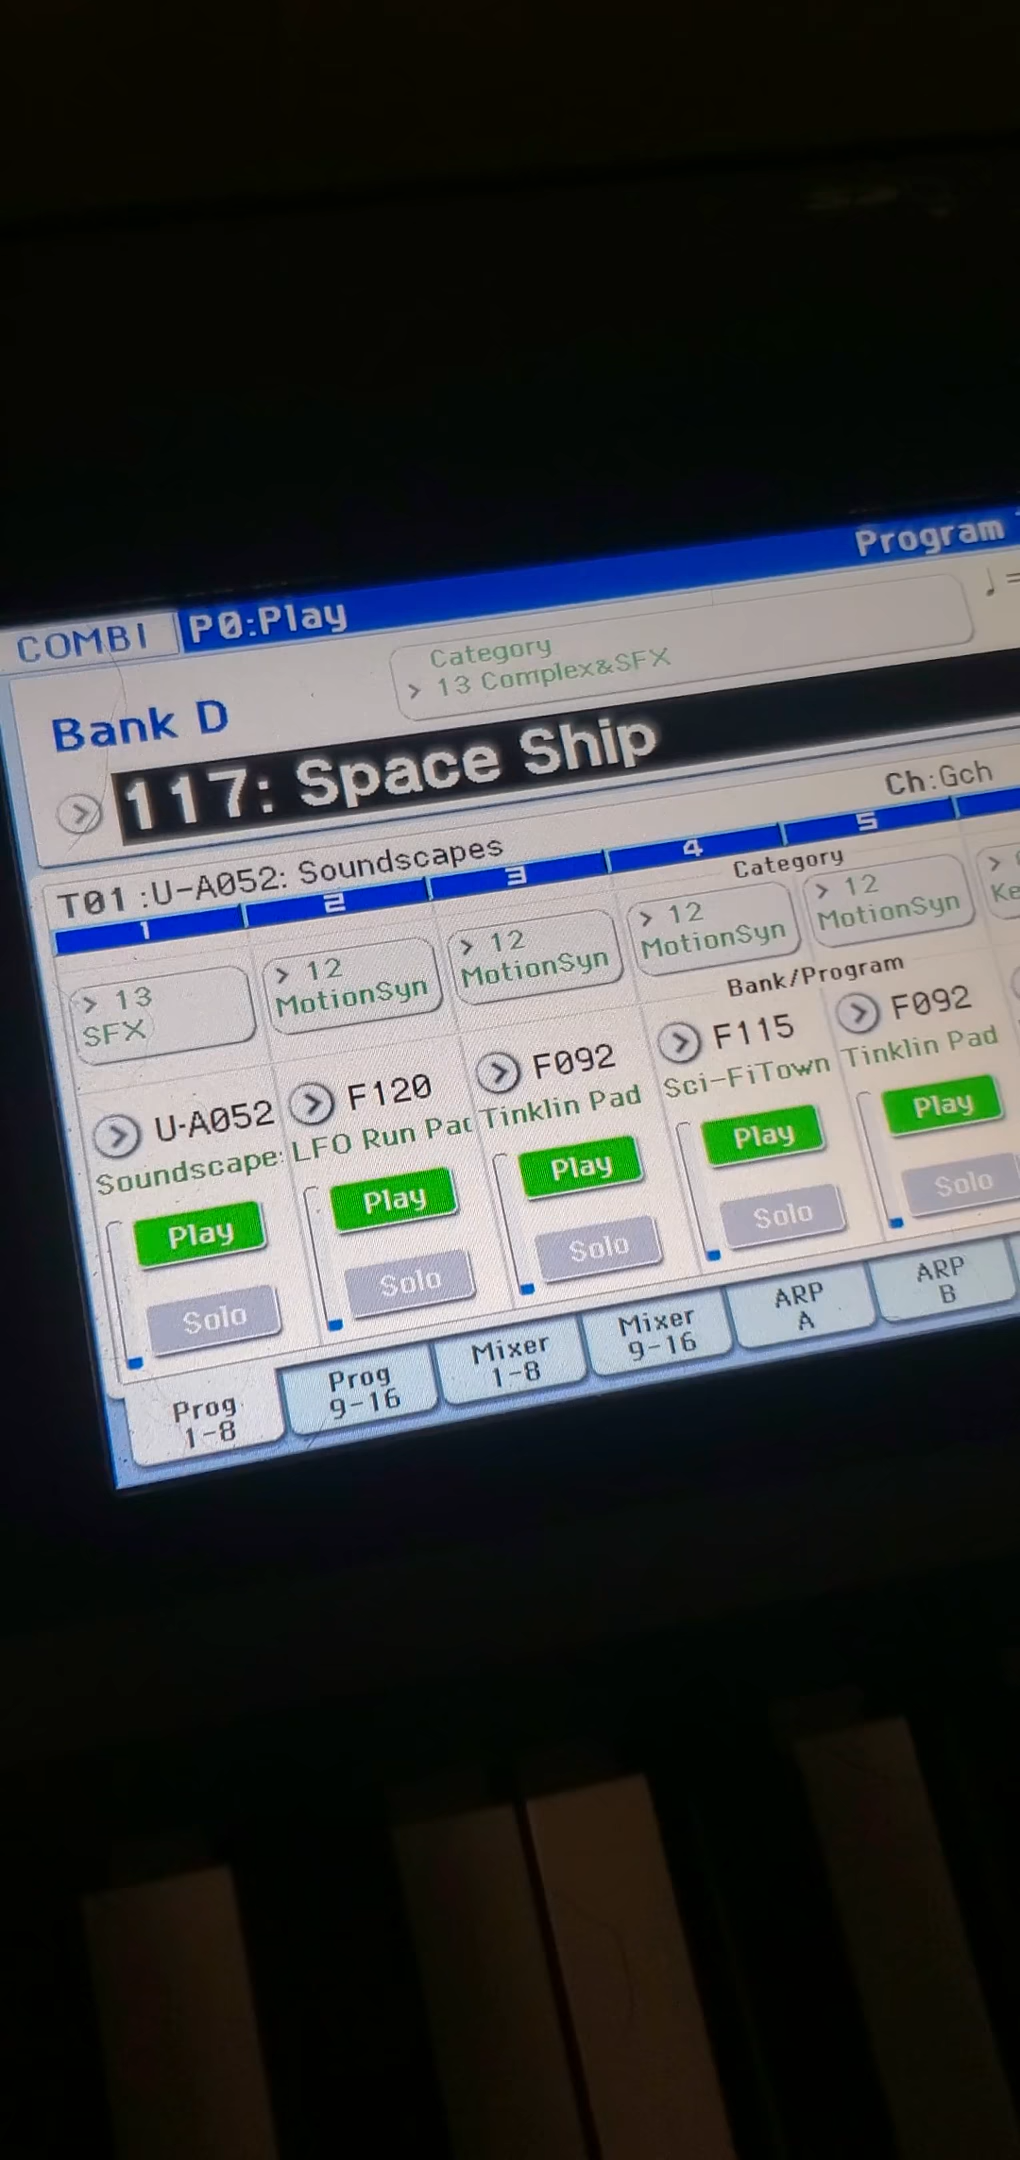 COMBI P0:Play Program
Category
13 Complex&SFX
♩ =
Bank D
117: Space Ship
T01 :U-A052: Soundscapes Ch:Gch
1 2 3 4 5
Category
13 12 12 12 12
SFX MotionSyn MotionSyn MotionSyn MotionSyn Ke
Bank/Program
U-A052 F120 F092 F115 F092
Soundscape: LFO Run Pad Tinklin Pad Sci-FiTown Tinklin Pad
Play Play Play Play Play
Solo Solo Solo Solo Solo
Prog Prog Mixer Mixer ARP ARP
1-8 9-16 1-8 9-16 A B